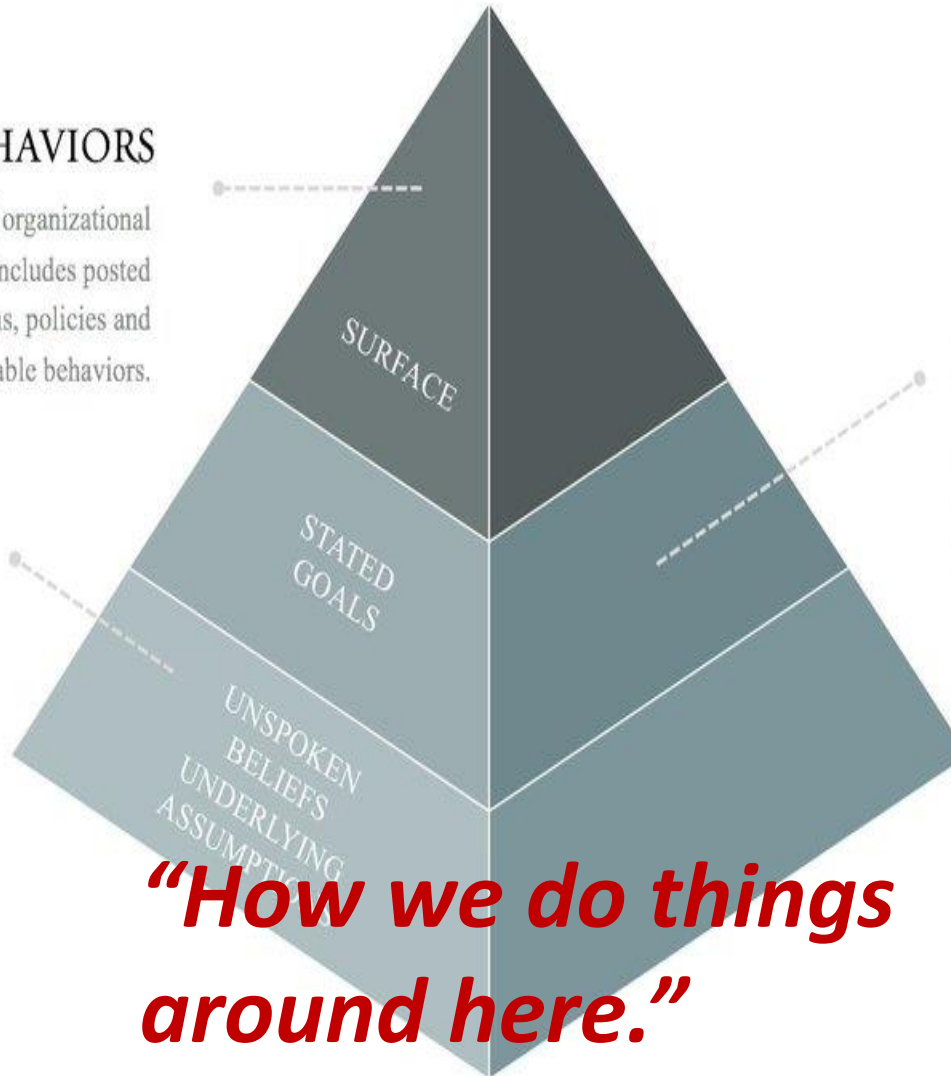 HAVIORS
organizational
ncludes posted
s, policies and
able behaviors.
SURFACE
STATED
GOALS
UNSPOKEN
BELIEFS
UNDERLYING
“How we do things
around here.”